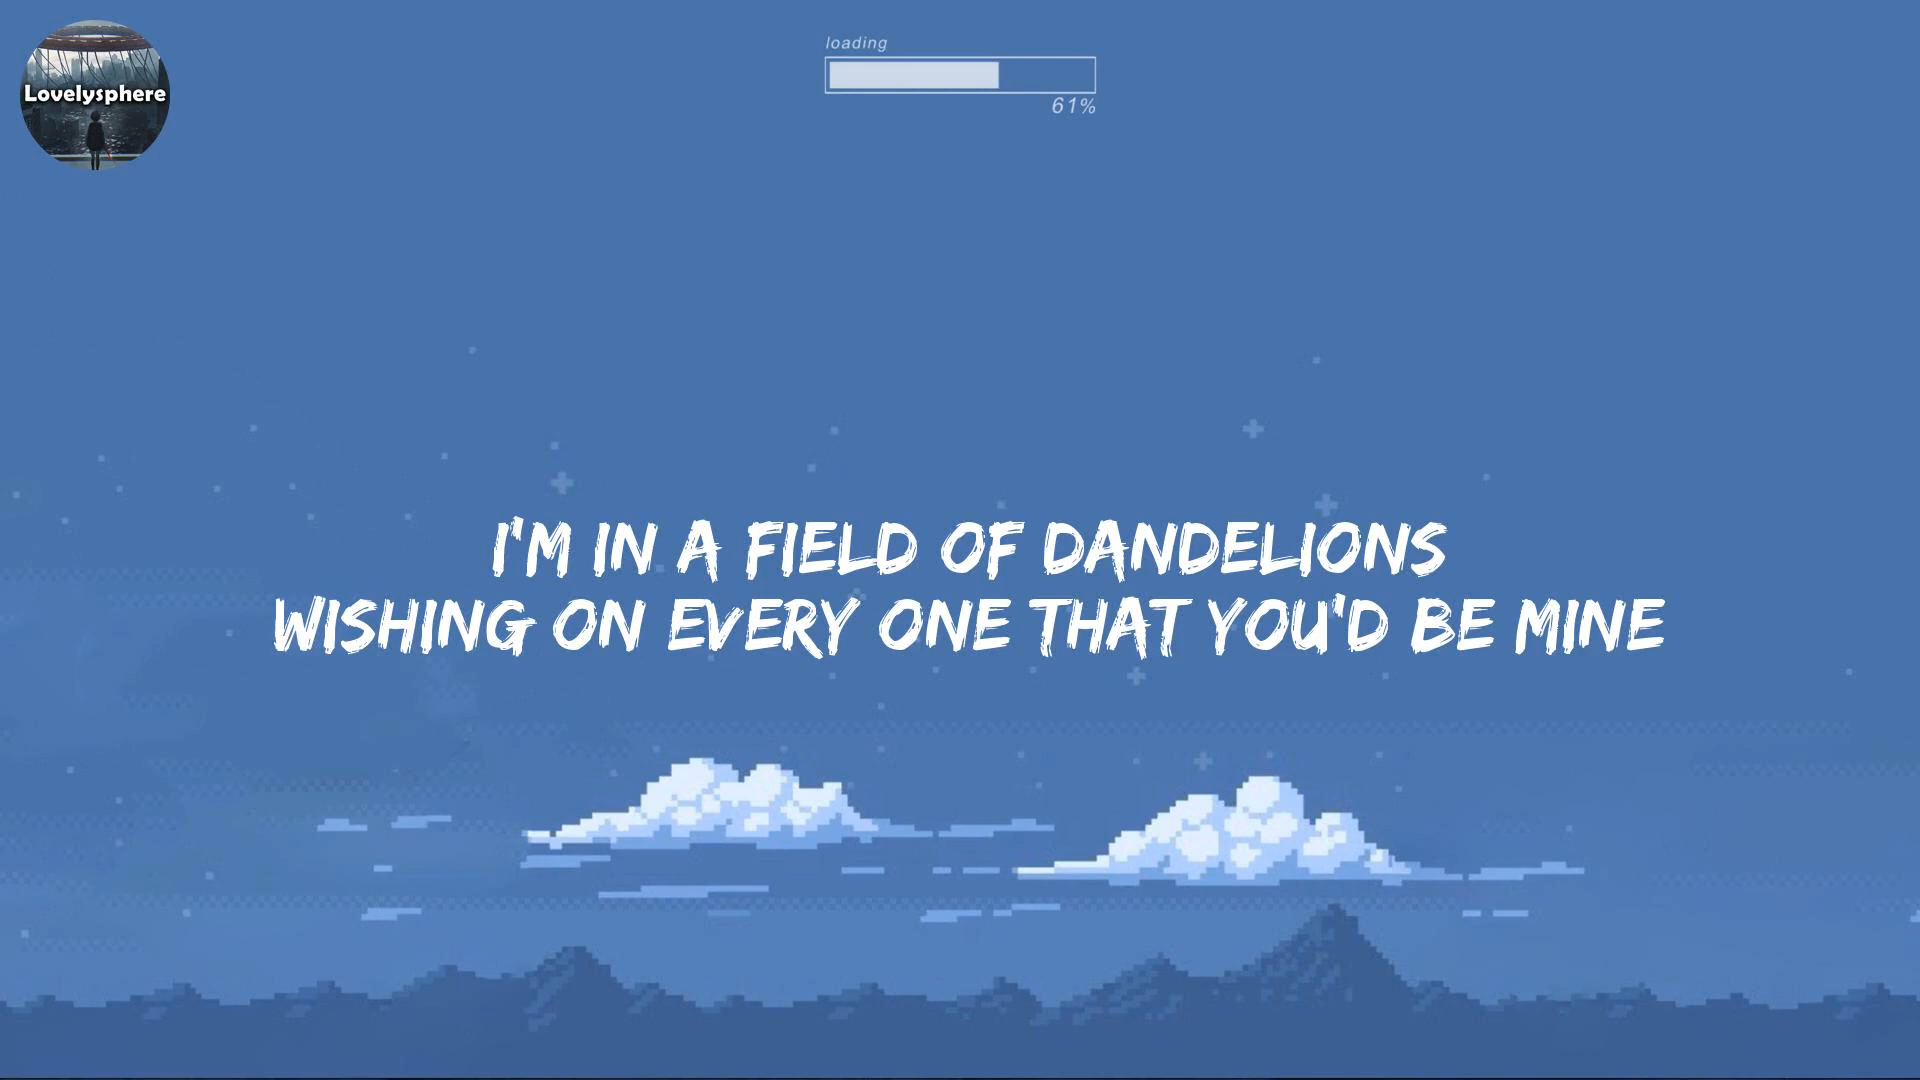 Lovelysphere
loading
61%
I'M IN A FIELD OF DANDELIONS
WISHING ON EVERY ONE THAT YOU'D BE MINE